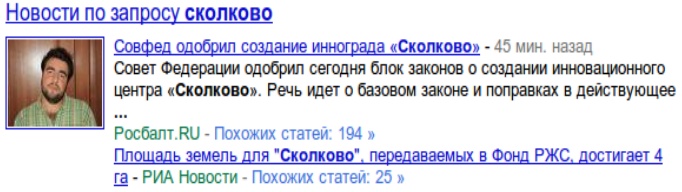 Новости по запросу сколково
Совфед одобрил создание иннограда «Сколково» - 45 мин. назад
Совет Федерации одобрил сегодня блок законов о создании инновационного
центра «Сколково». Речь идет о базовом законе и поправках в действующее
...
Росбалт.RU - Похожих статей: 194 »
Площадь земель для "Сколково", передаваемых в Фонд РЖС, достигает 4
га - РИА Новости - Похожих статей: 25 »